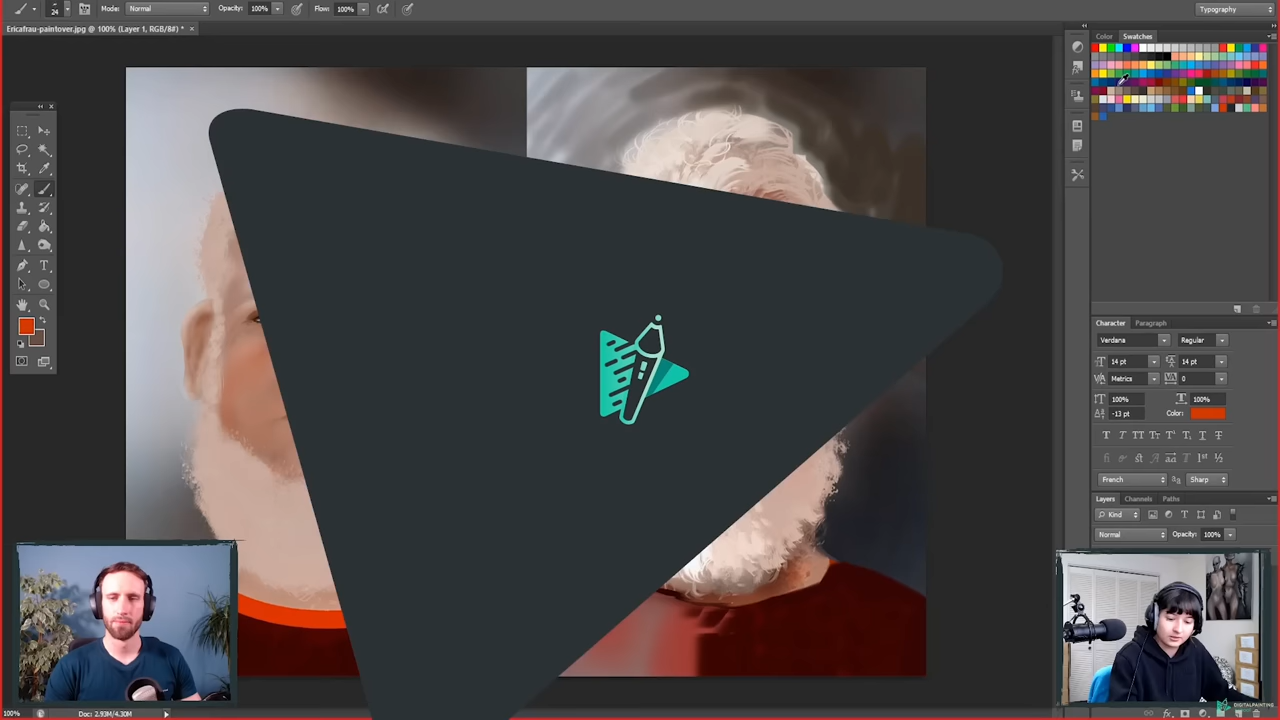 Mode: Normal Opacity: 100% Flow: 100% Typography
24
Ericafrau-paintover.jpg @ 100% (Layer 1, RGB/8#) * ×
Color Swatches
Character Paragraph
Verdana Regular
14 pt 14 pt
Metrics 0
100% 100%
-13 pt Color:
French Sharp
Layers Channels Paths
Kind
Normal Opacity: 100%
100% Doc: 2.93M/4.30M
DIGITALPAINTING